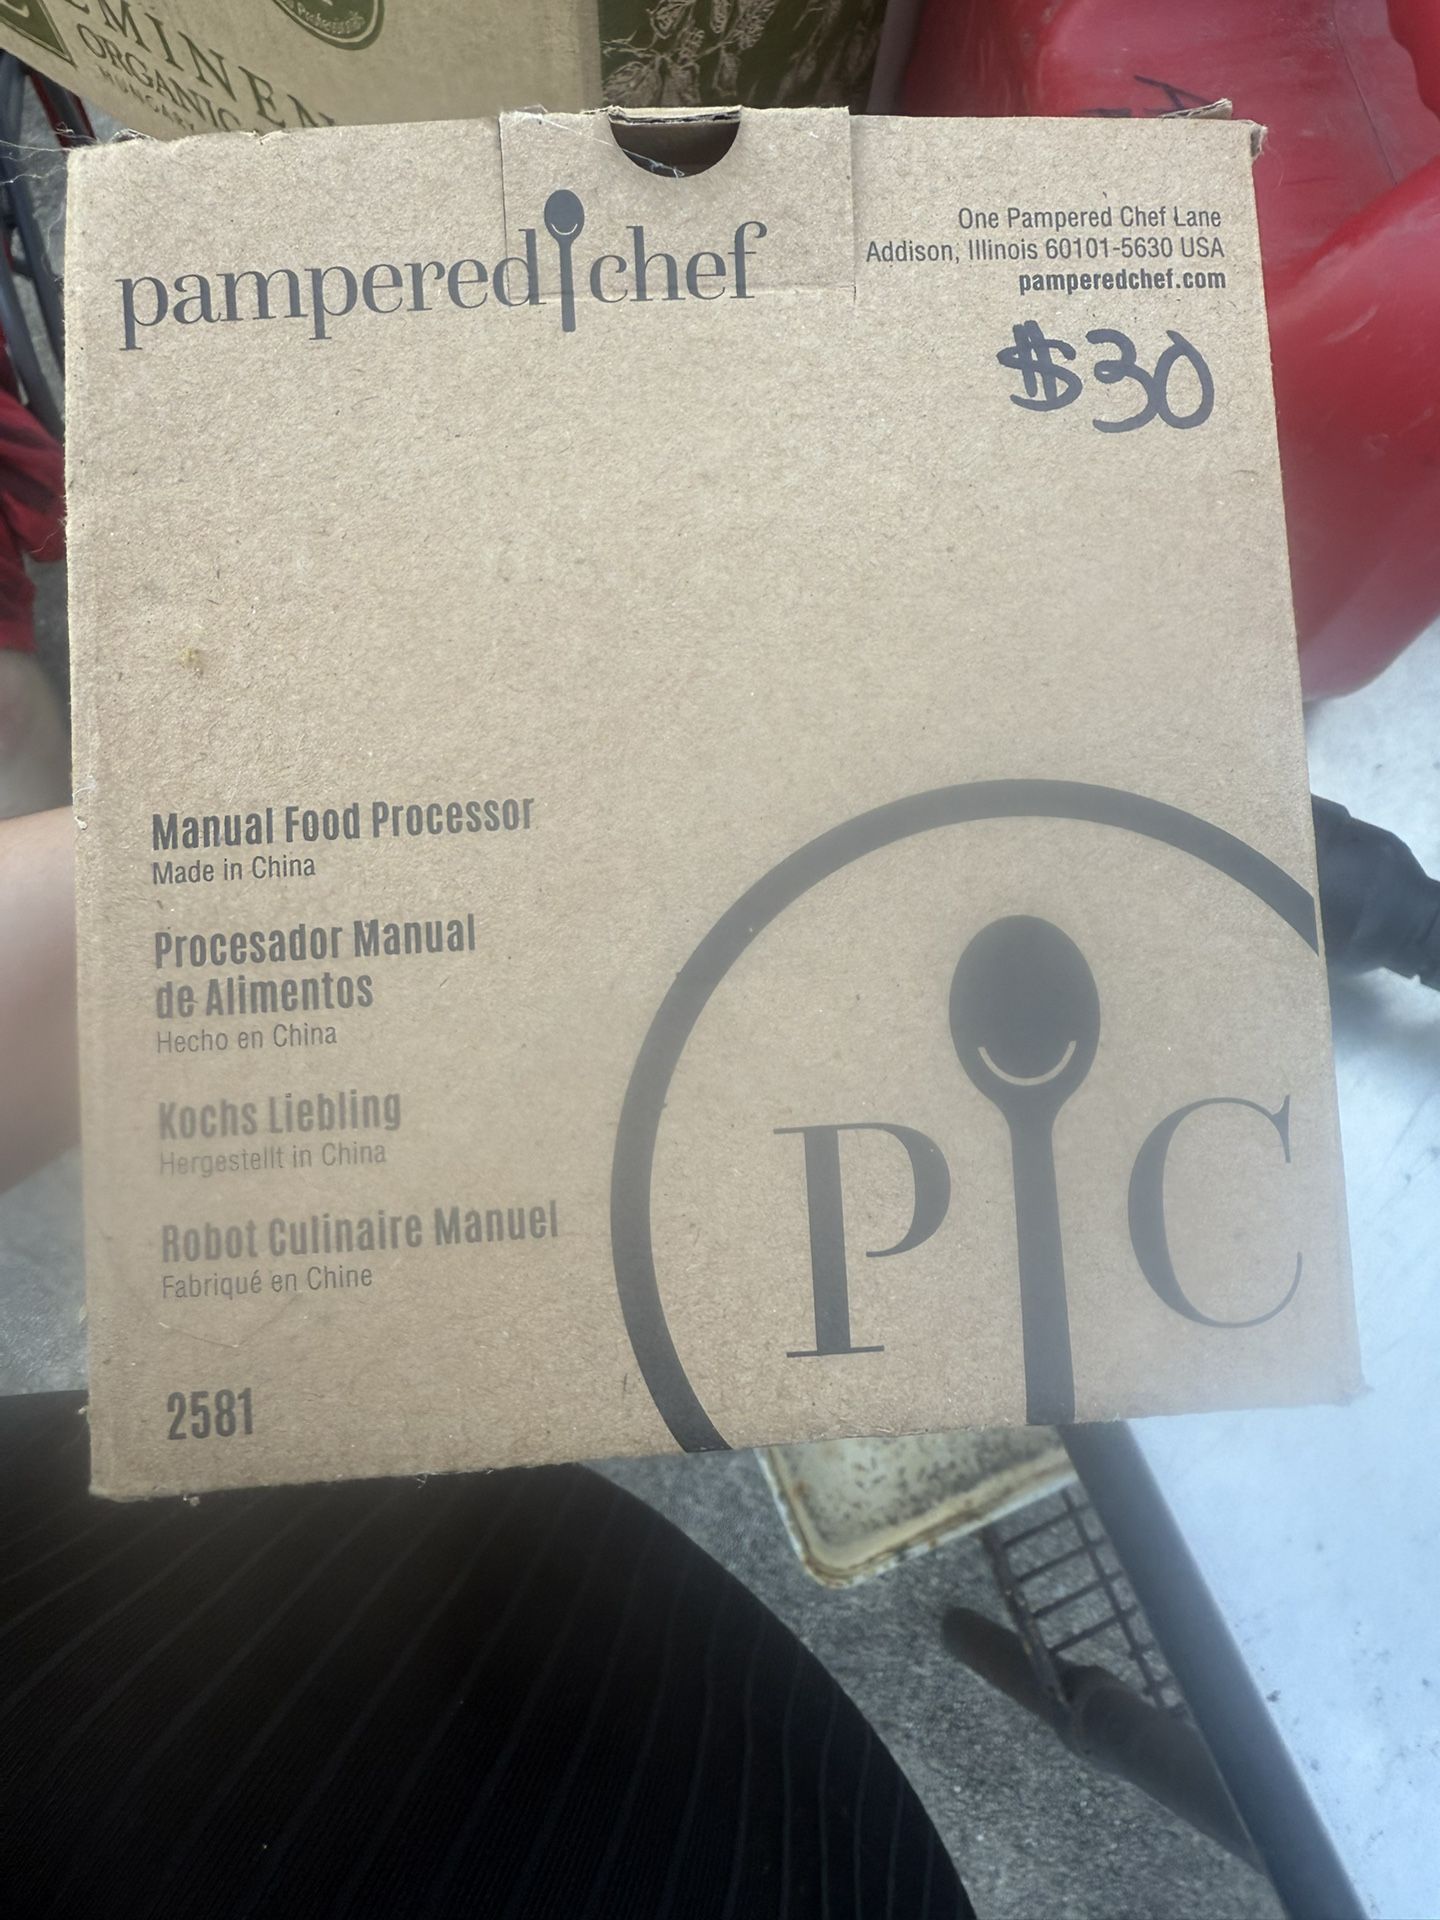 ORGANIC
pampered chef
One Pampered Chef Lane
Addison, Illinois 60101-5630 USA
pamperedchef.com
$30
Manual Food Processor
Made in China
Procesador Manual
de Alimentos
Hecho en China
Kochs Liebling
Hergestellt in China
Robot Culinaire Manuel
Fabriqué en Chine
2581
P C